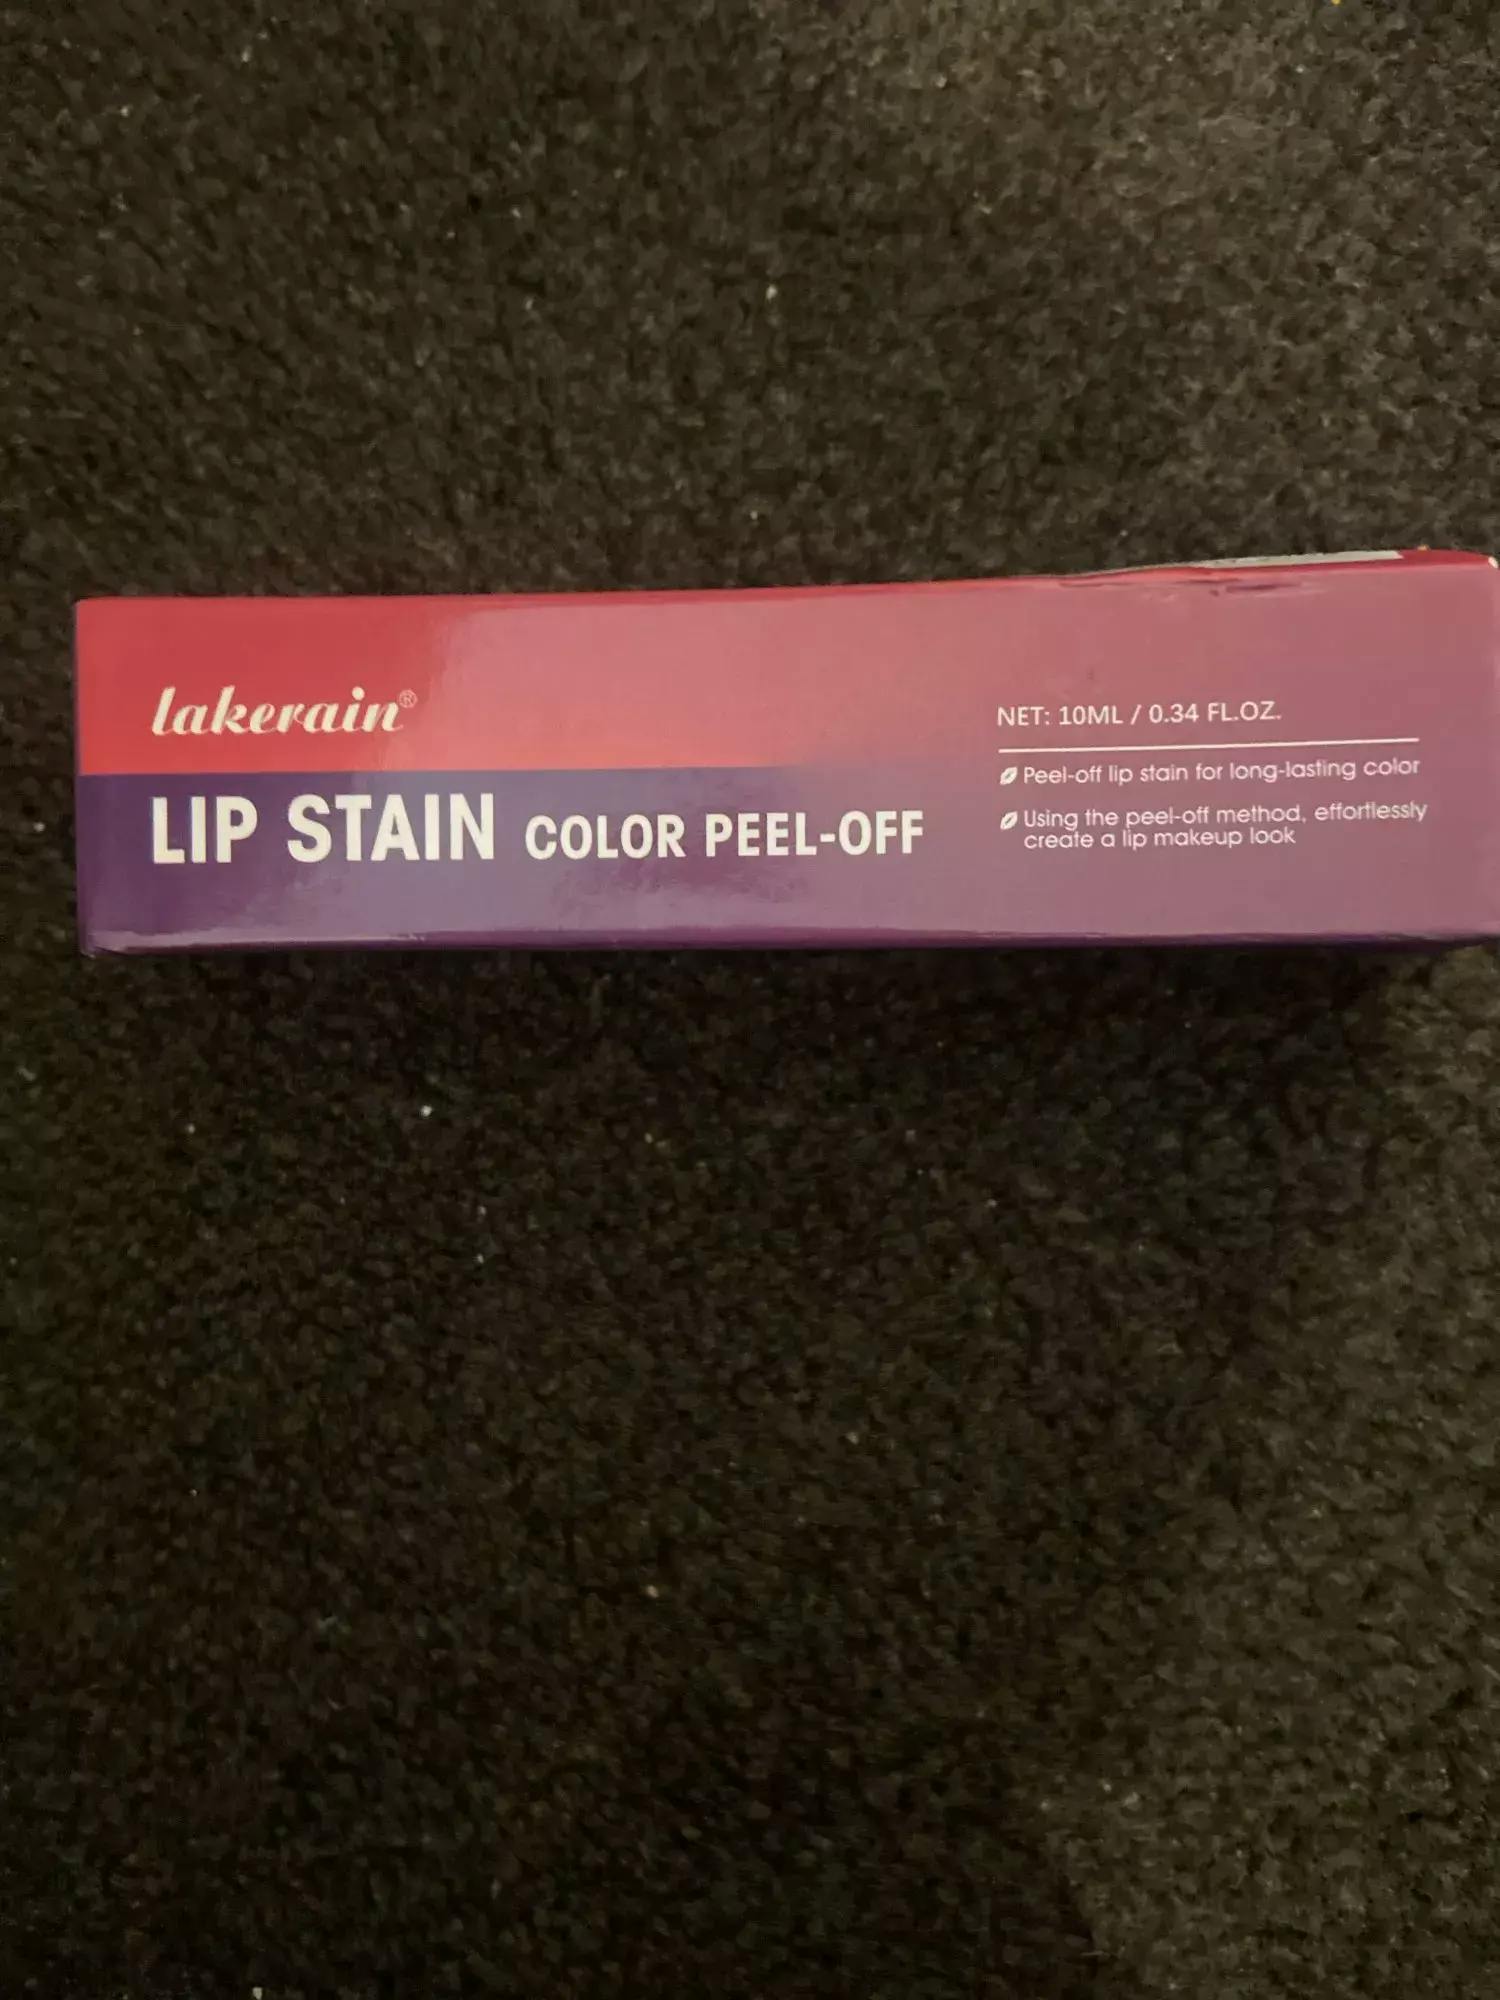 lakerain®
LIP STAIN COLOR PEEL-OFF
NET: 10ML / 0.34 FL.OZ.
Peel-off lip stain for long-lasting color
Using the peel-off method, effortlessly
create a lip makeup look